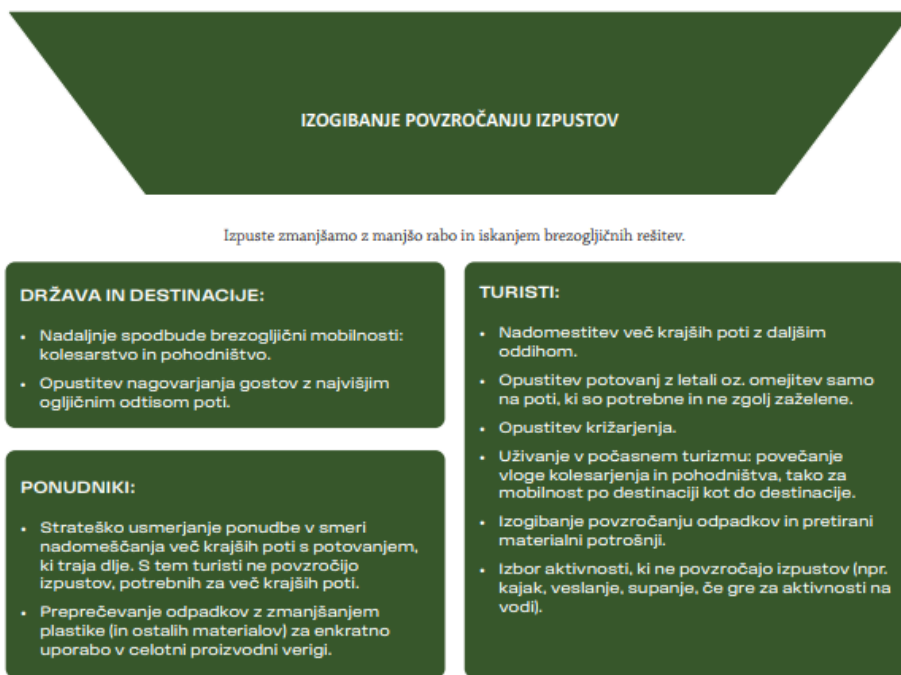 IZOGIBANJE POVZROČANJU IZPUSTOV
Izpuste zmanjšamo z manjšo rabo in iskanjem brezogljičnih rešitev.
DRŽAVA IN DESTINACIJE:
• Nadaljnje spodbude brezogljični mobilnosti:
kolesarstvo in pohodništvo.
• Opustitev nagovarjanja gostov z najvišjim
ogljičnim odtisom poti.
PONUDNIKI:
• Strateško usmerjanje ponudbe v smeri
nadomeščanja več krajših poti s potovanjem,
ki traja dlje. S tem turisti ne povzročijo
izpustov, potrebnih za več krajših poti.
• Preprečevanje odpadkov z zmanjšanjem
plastike (in ostalih materialov) za enkratno
uporabo v celotni proizvodni verigi.
TURISTI:
• Nadomestitev več krajših poti z daljšim
oddihom.
• Opustitev potovanj z letali oz. omejitev samo
na poti, ki so potrebne in ne zgolj zaželene.
• Opustitev križarjenja.
• Uživanje v počasnem turizmu: povečanje
vloge kolesarjenja in pohodništva, tako za
mobilnost po destinaciji kot do destinacije.
• Izogibanje povzročanju odpadkov in pretirani
materialni potrošnji.
• Izbor aktivnosti, ki ne povzročajo izpustov (npr.
kajak, veslanje, supanje, če gre za aktivnosti na
vodi).